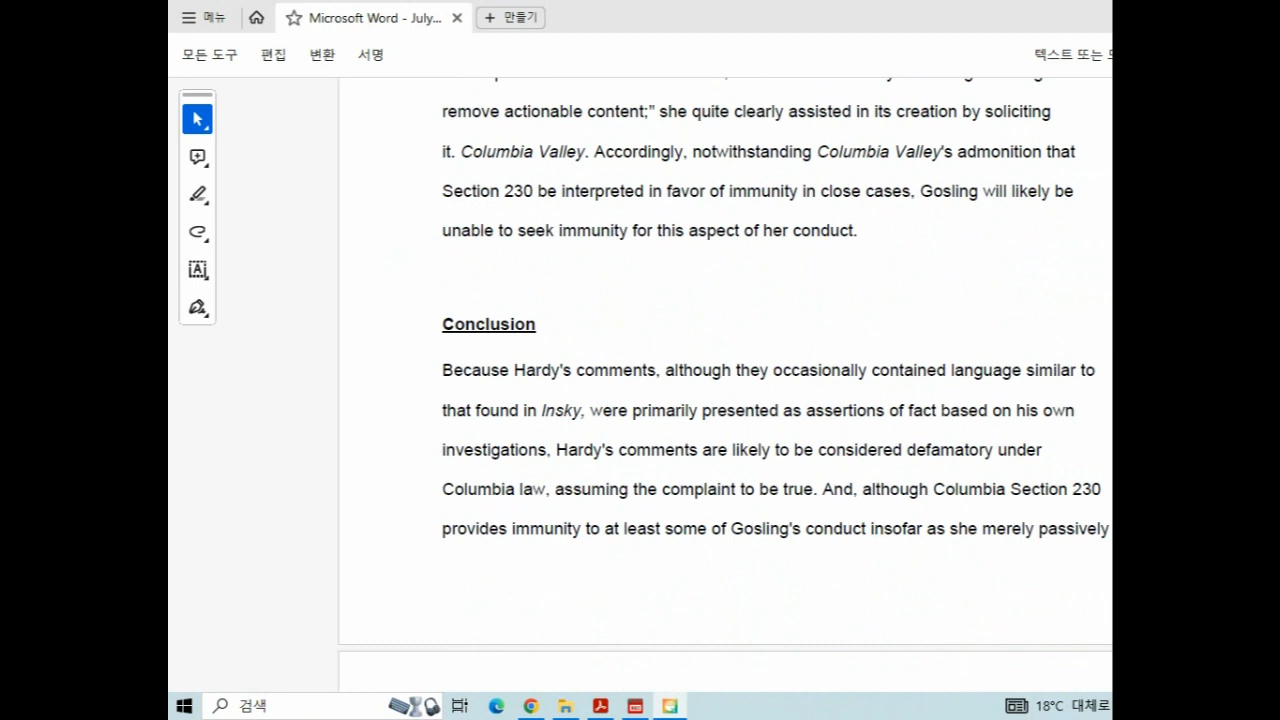 메뉴
Microsoft Word - July...
만들기
모든 도구
편집
변환
서명
텍스트 또는
remove actionable content;" she quite clearly assisted in its creation by soliciting
it. Columbia Valley. Accordingly, notwithstanding Columbia Valley's admonition that
Section 230 be interpreted in favor of immunity in close cases, Gosling will likely be
unable to seek immunity for this aspect of her conduct.
Conclusion
Because Hardy's comments, although they occasionally contained language similar to
that found in Insky, were primarily presented as assertions of fact based on his own
investigations, Hardy's comments are likely to be considered defamatory under
Columbia law, assuming the complaint to be true. And, although Columbia Section 230
provides immunity to at least some of Gosling's conduct insofar as she merely passively
검색
18°C 대체로